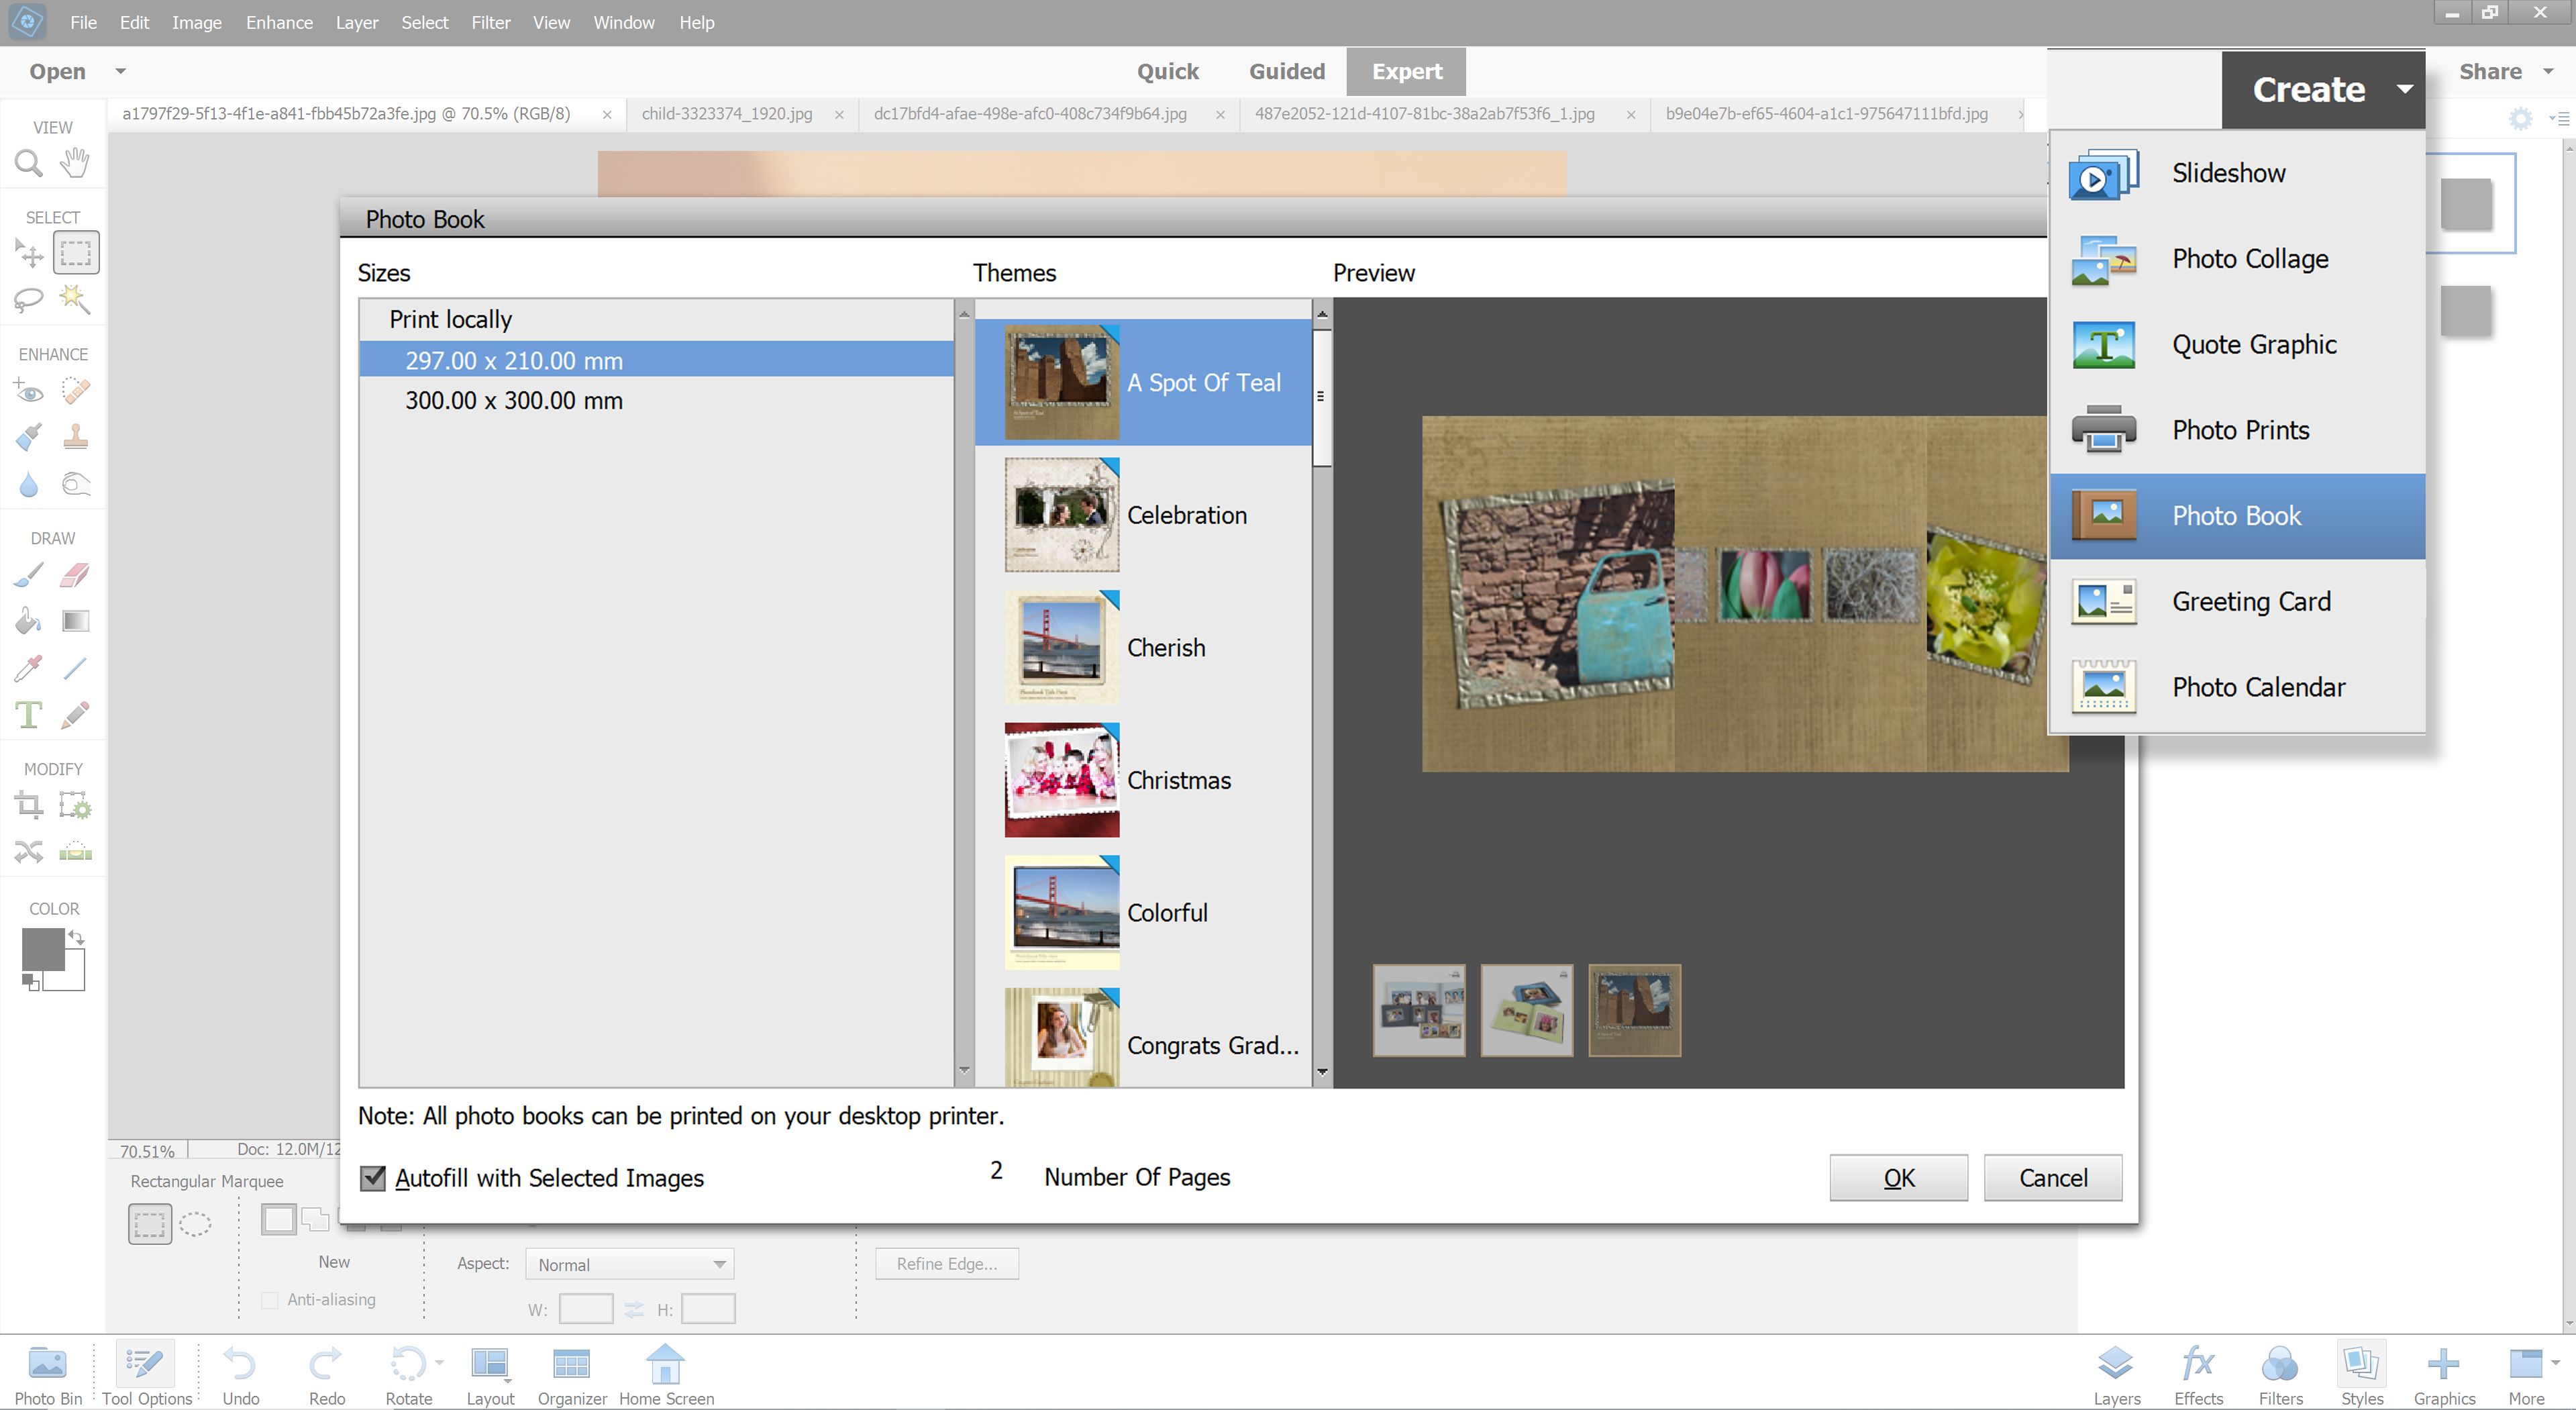 File Edit Image Enhance Layer Select Filter View Window Help
Open Quick Guided Expert Create Share
a1797f29-5f13-4f1e-a841-fbb45b72a3fe.jpg @ 70.5% (RGB/8) × child-3323374_1920.jpg × dc17bfd4-afae-498e-afc0-408c734f9b64.jpg × 487e2052-121d-4107-81bc-38a2ab7f53f6_1.jpg × b9e04e7b-ef65-4604-a1c1-975647111bfd.jpg
VIEW
SELECT
ENHANCE
DRAW
MODIFY
COLOR
Slideshow
Photo Collage
Quote Graphic
Photo Prints
Photo Book
Greeting Card
Photo Calendar
Photo Book
Sizes Themes Preview
Print locally
297.00 x 210.00 mm
300.00 x 300.00 mm
A Spot Of Teal
Celebration
Cherish
Christmas
Colorful
Congrats Grad...
Note: All photo books can be printed on your desktop printer.
Autofill with Selected Images 2 Number Of Pages OK Cancel
70.51% Doc: 12.0M/12
Rectangular Marquee
New
Anti-aliasing
Aspect: Normal
W: H:
Refine Edge...
Photo Bin Tool Options Undo Redo Rotate Layout Organizer Home Screen Layers Effects Filters Styles Graphics More